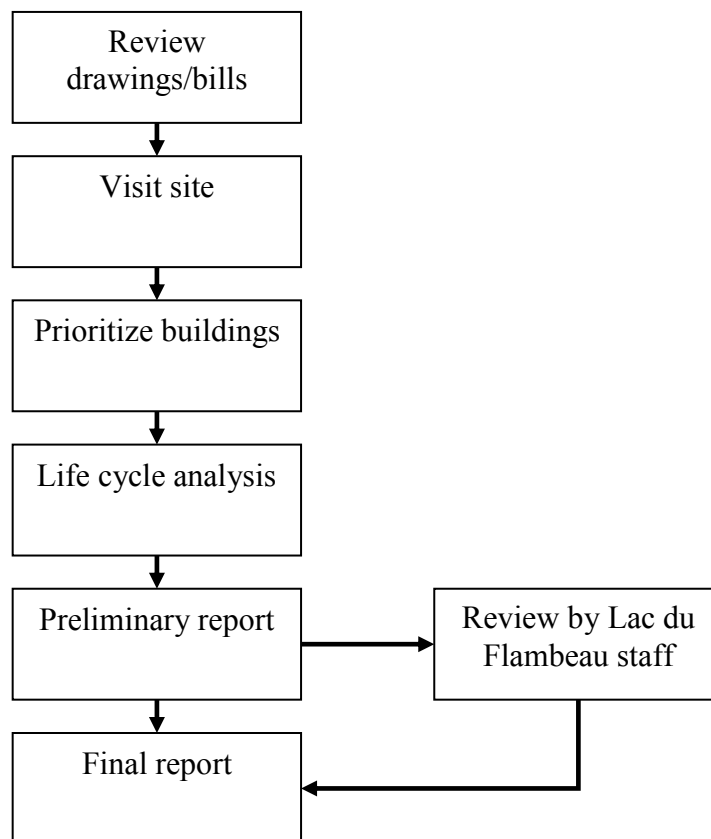 Review
drawings/bills
Visit site
Prioritize buildings
Life cycle analysis
Preliminary report
Review by Lac du
Flambeau staff
Final report